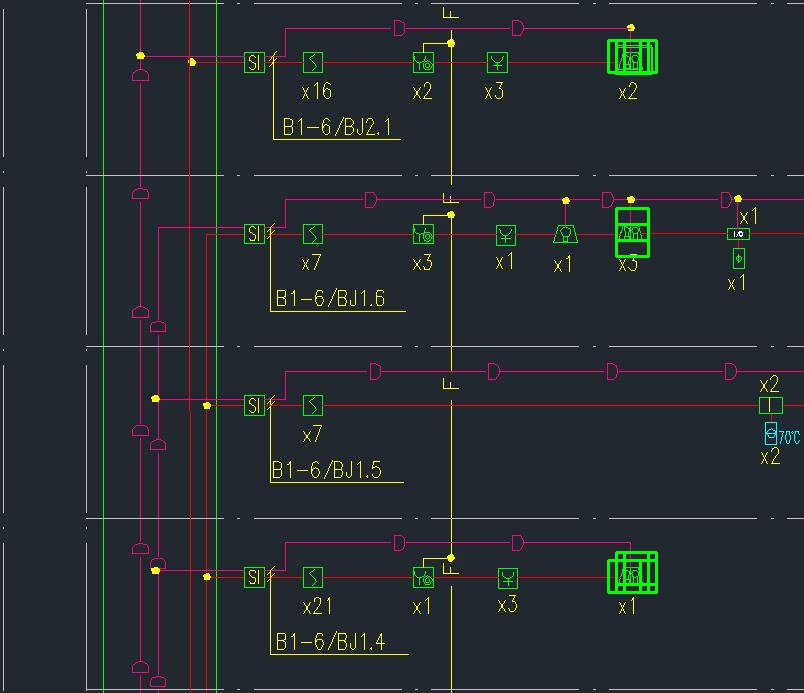 F
SI
x16
x2
x3
x2
B1-6/BJ2.1
F
D
D
SI
x7
x3
x1
x1
x3
x1
I/O
x1
B1-6/BJ1.6
F
D
D
D
D
SI
x7
x2
70℃
x2
B1-6/BJ1.5
D
D
F
SI
x21
x1
x3
x1
B1-6/BJ1.4